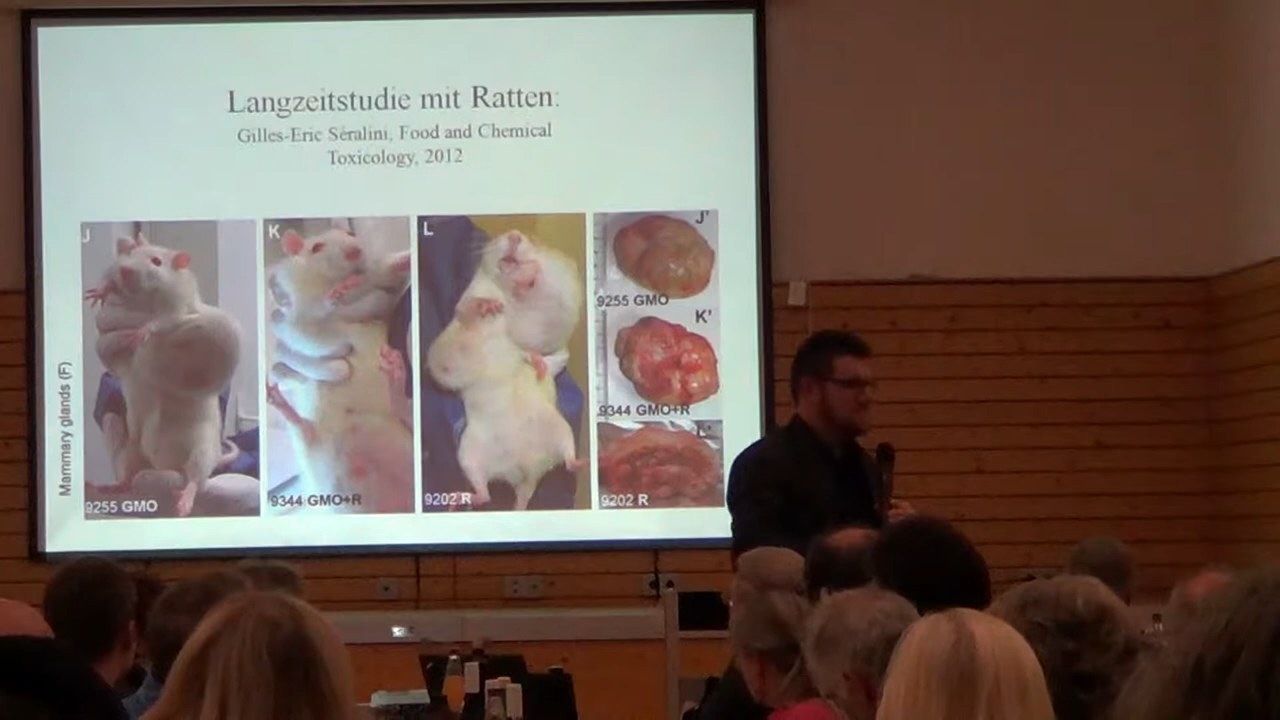 Langzeitstudie mit Ratten:
Gilles-Eric Séralini, Food and Chemical
Toxicology, 2012
Mammary glands (F)
J
K
L
J'
K'
L'
9255 GMO
9344 GMO+R
9202 R
9255 GMO
9344 GMO+R
9202 R